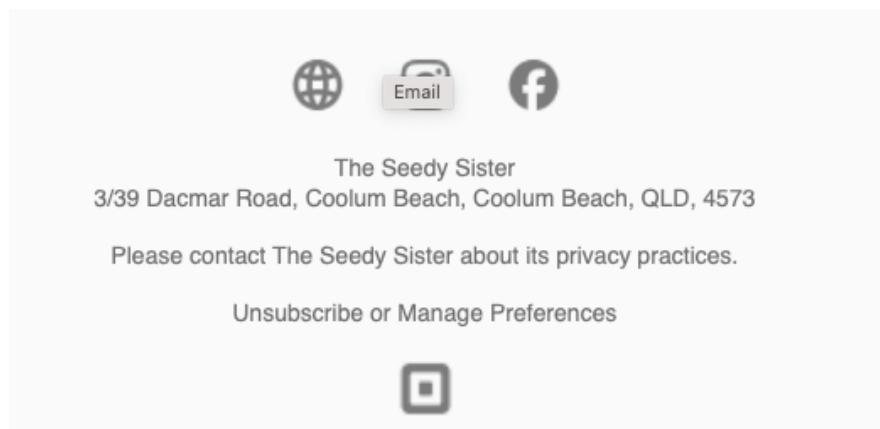 Email
The Seedy Sister
3/39 Dacmar Road, Coolum Beach, Coolum Beach, QLD, 4573
Please contact The Seedy Sister about its privacy practices.
Unsubscribe or Manage Preferences